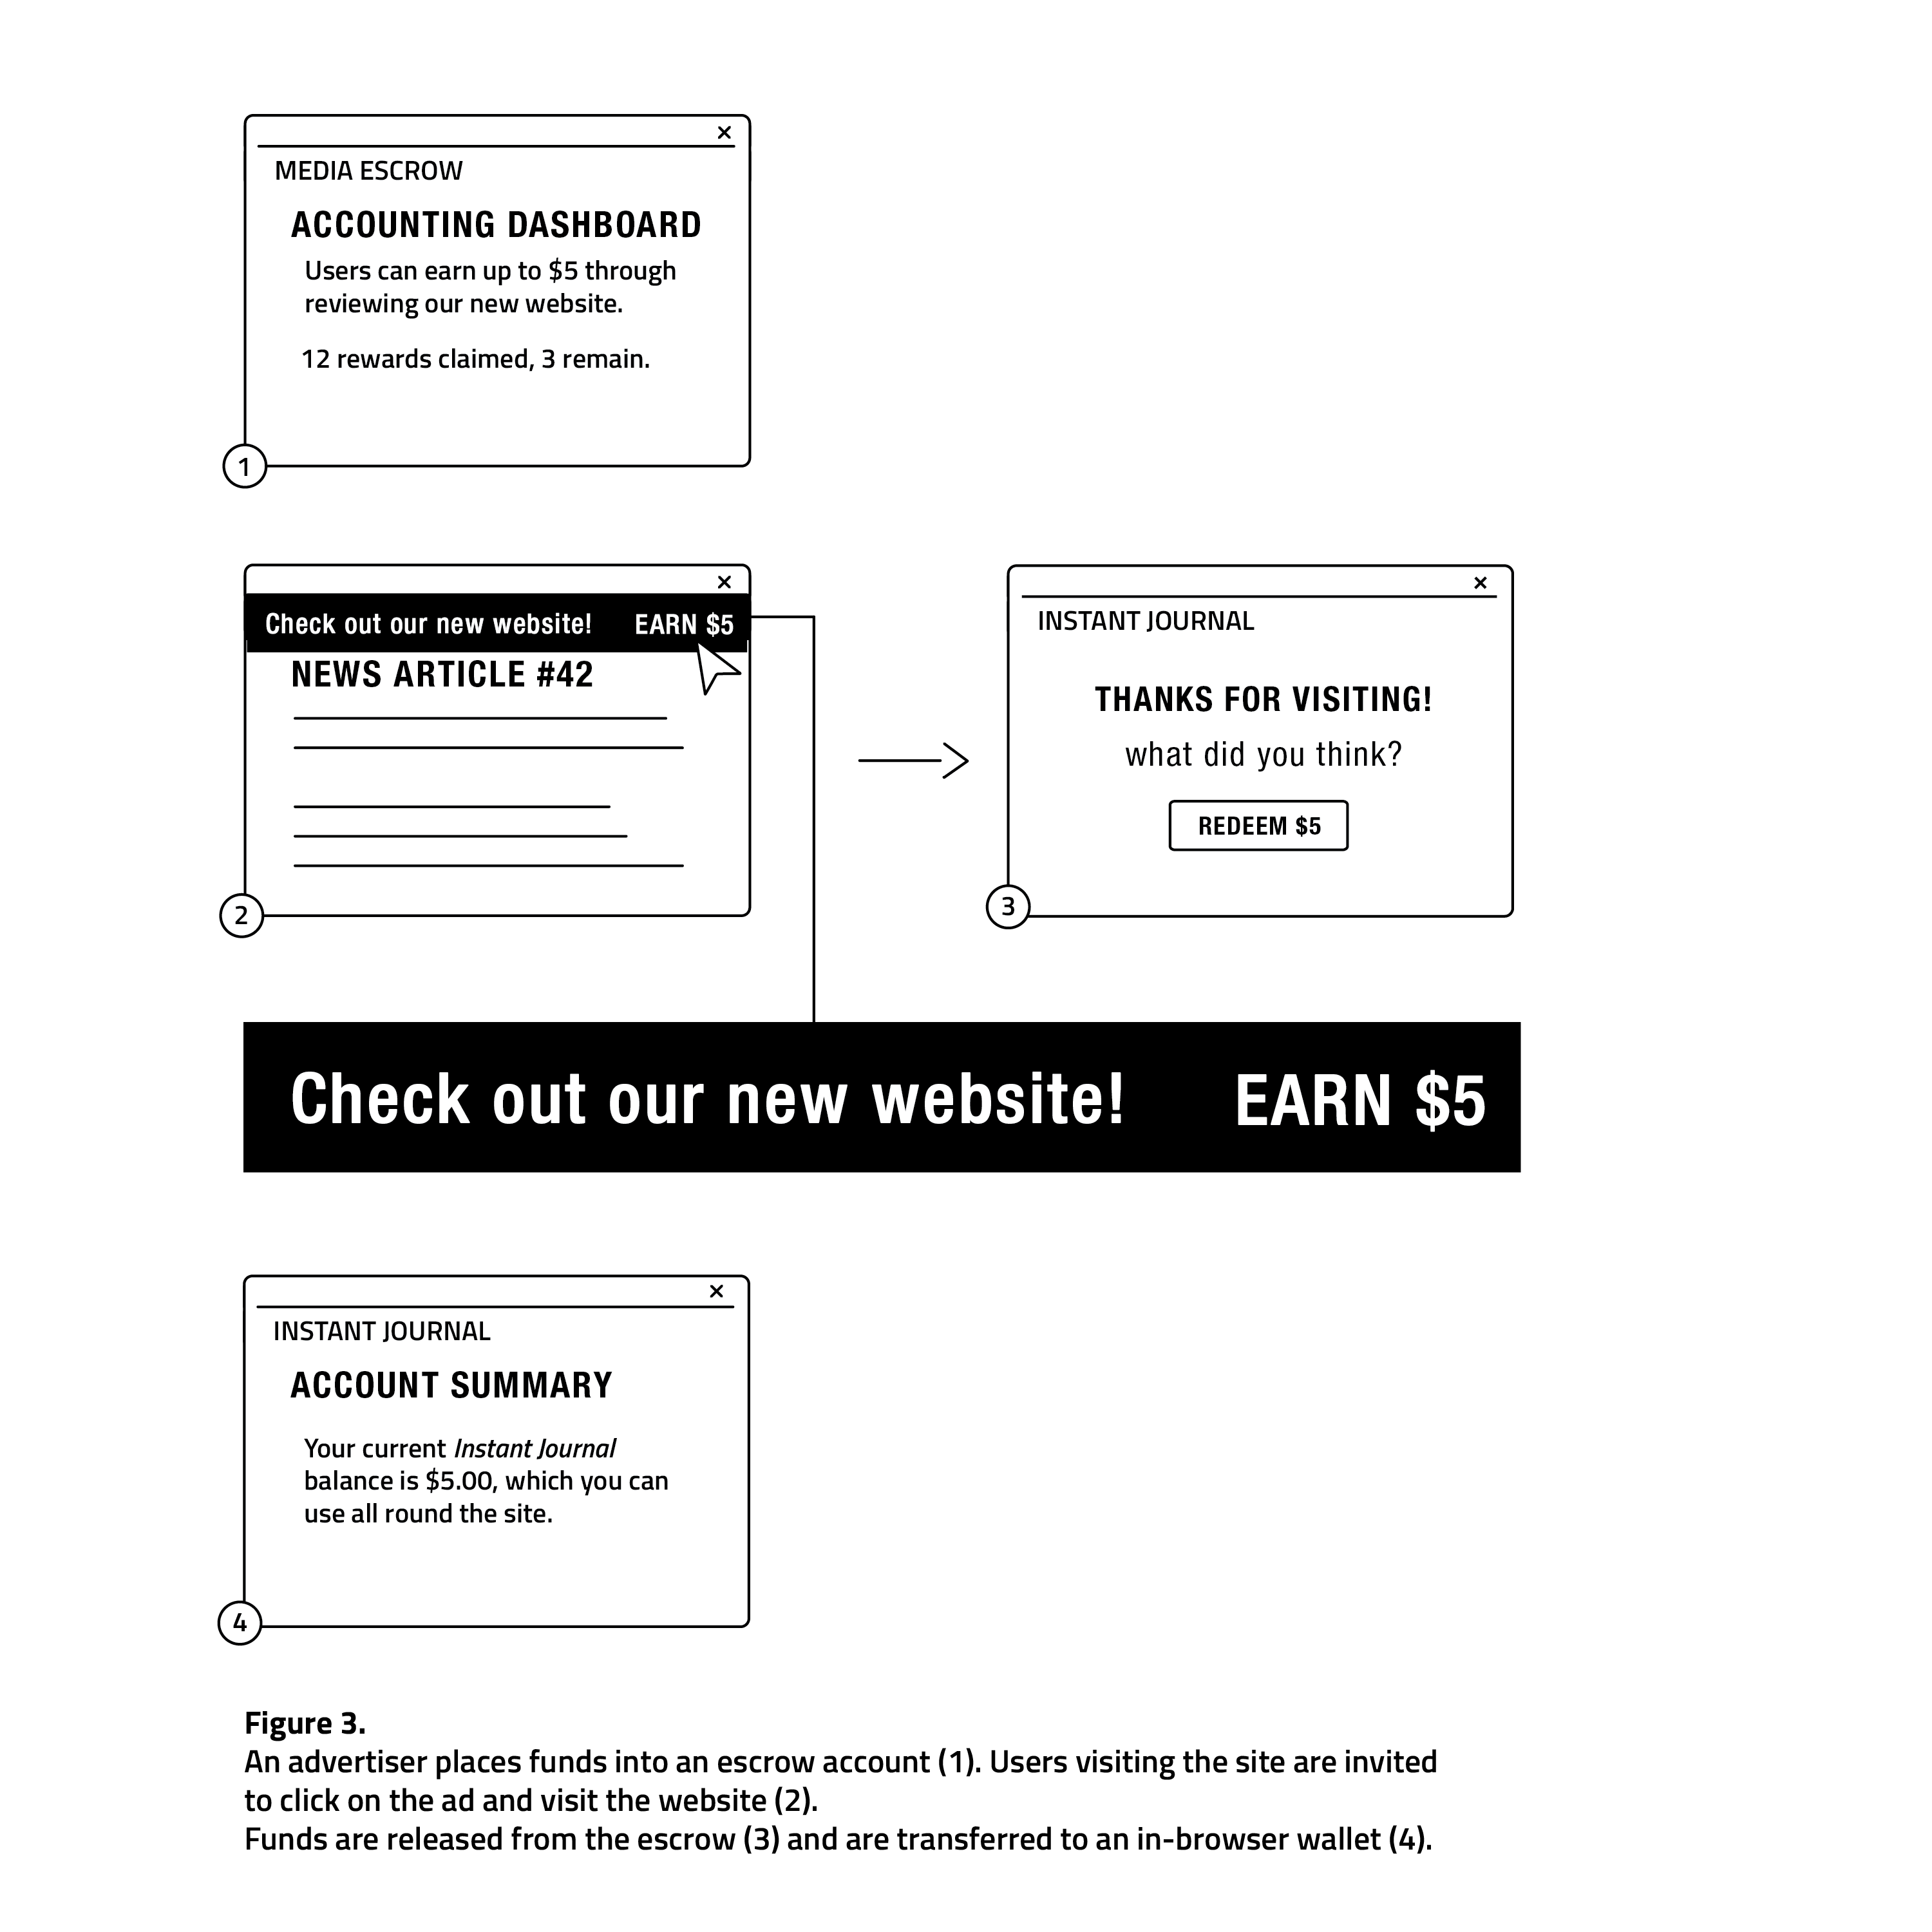 ×
MEDIA ESCROW
ACCOUNTING DASHBOARD
Users can earn up to $5 through
reviewing our new website.
12 rewards claimed, 3 remain.
1
×
Check out our new website! EARN $5
NEWS ARTICLE #42
2
×
INSTANT JOURNAL
THANKS FOR VISITING!
what did you think?
REDEEM $5
3
Check out our new website! EARN $5
×
INSTANT JOURNAL
ACCOUNT SUMMARY
Your current Instant Journal
balance is $5.00, which you can
use all round the site.
4
Figure 3.
An advertiser places funds into an escrow account (1). Users visiting the site are invited
to click on the ad and visit the website (2).
Funds are released from the escrow (3) and are transferred to an in-browser wallet (4).